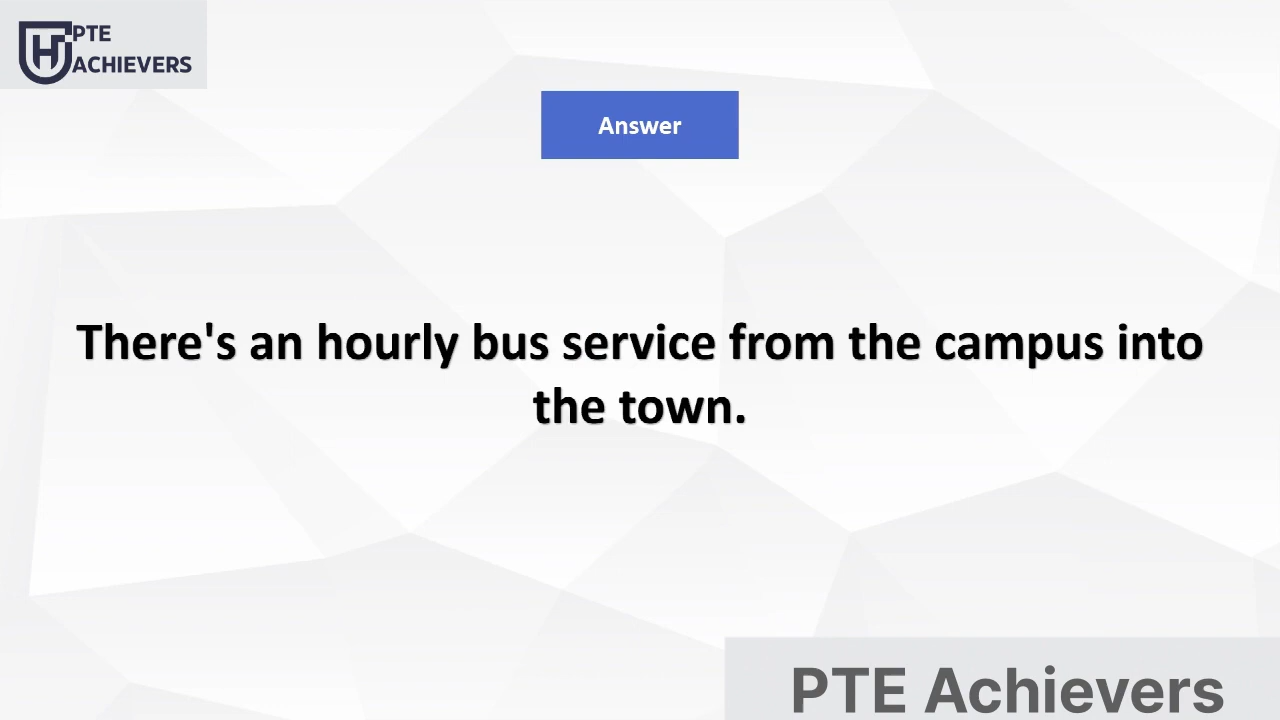 PTE
ACHIEVERS
Answer
There's an hourly bus service from the campus into
the town.
PTE Achievers